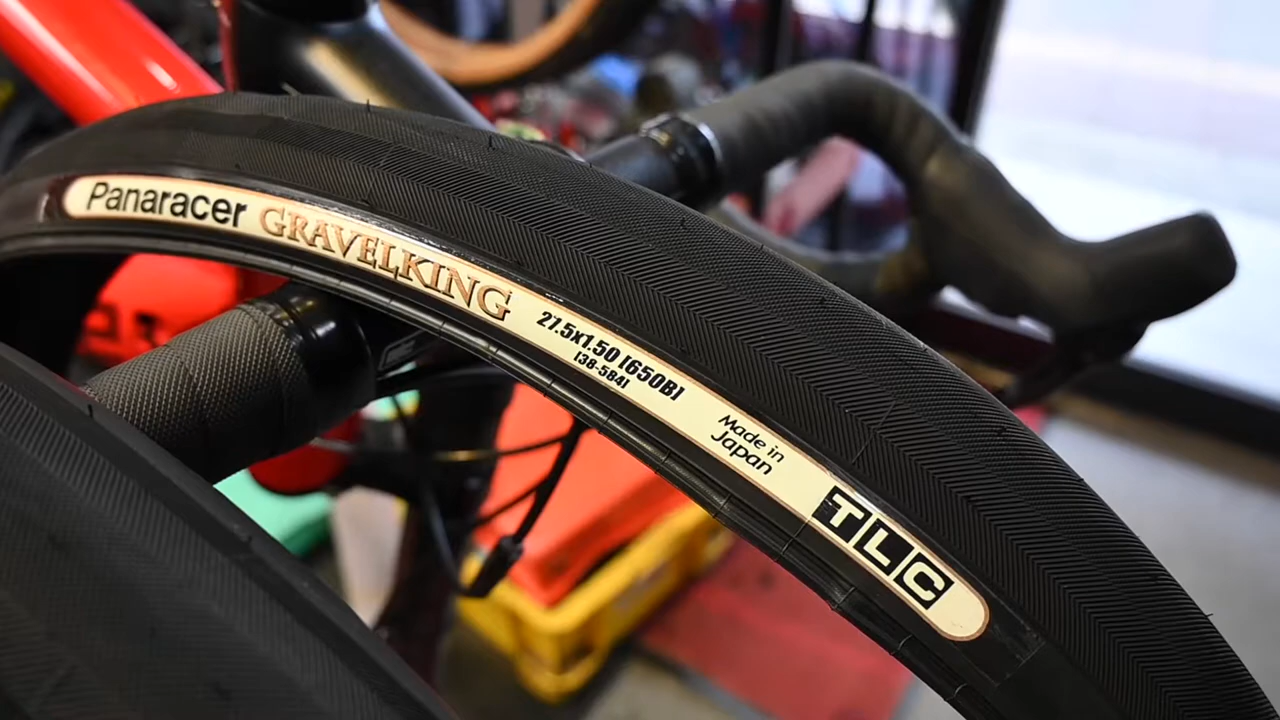 Panaracer GRAVELKING
27.5x1.50 [650B]
[38-584]
Made in
Japan
TLC